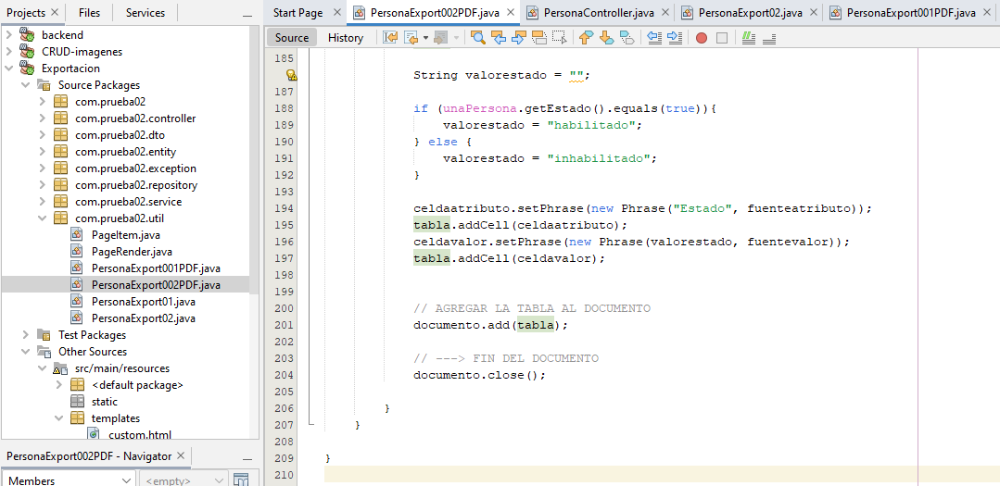 Projects
Files
Services
backend
CRUD-imagenes
Exportacion
Source Packages
com.prueba02
com.prueba02.controller
com.prueba02.dto
com.prueba02.entity
com.prueba02.exception
com.prueba02.repository
com.prueba02.service
com.prueba02.util
PageItem.java
PageRender.java
PersonaExport001PDF.java
PersonaExport002PDF.java
PersonaExport01.java
PersonaExport02.java
Test Packages
Other Sources
src/main/resources
<default package>
static
templates
custom.html
PersonaExport002PDF - Navigator
Members
<empty>
Start Page
PersonaExport002PDF.java
PersonaController.java
PersonaExport02.java
PersonaExport001PDF.java
Source
History
185
String valorestado = "";
187
188 if (unaPersona.getEstado().equals(true)){
189 valorestado = "habilitado";
190 } else {
191 valorestado = "inhabilitado";
192 }
193
194 celdaatributo.setPhrase(new Phrase("Estado", fuenteatributo));
195 tabla.addCell(celdaatributo);
196 celdavalor.setPhrase(new Phrase(valorestado, fuentevalor));
197 tabla.addCell(celdavalor);
198
199
200 // AGREGAR LA TABLA AL DOCUMENTO
201 documento.add(tabla);
202
203 // ---> FIN DEL DOCUMENTO
204 documento.close();
205
206 }
207 }
208
209 }
210